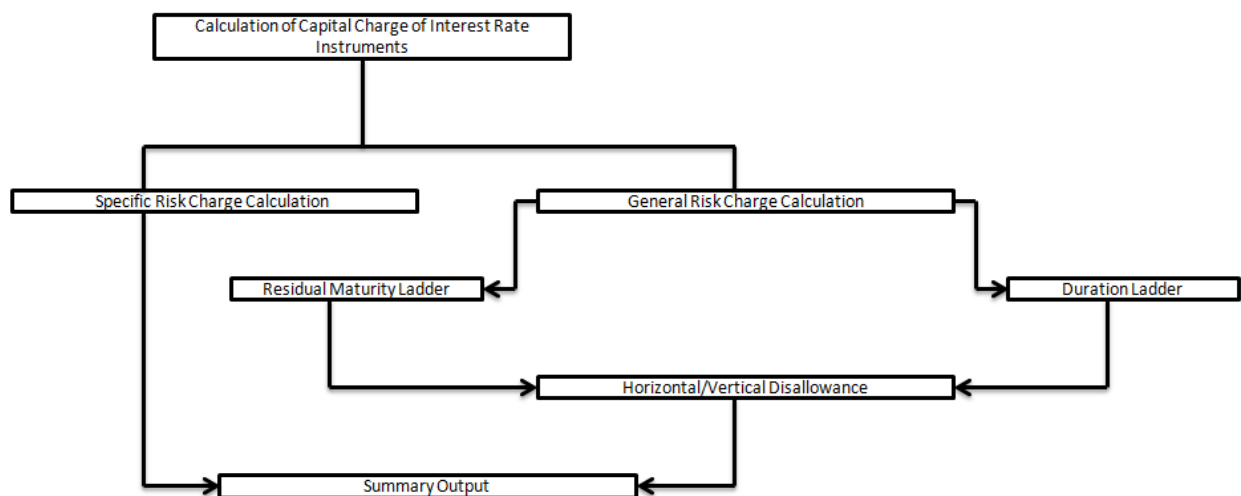 Calculation of Capital Charge of Interest Rate
Instruments
Specific Risk Charge Calculation
General Risk Charge Calculation
Residual Maturity Ladder
Duration Ladder
Horizontal/Vertical Disallowance
Summary Output